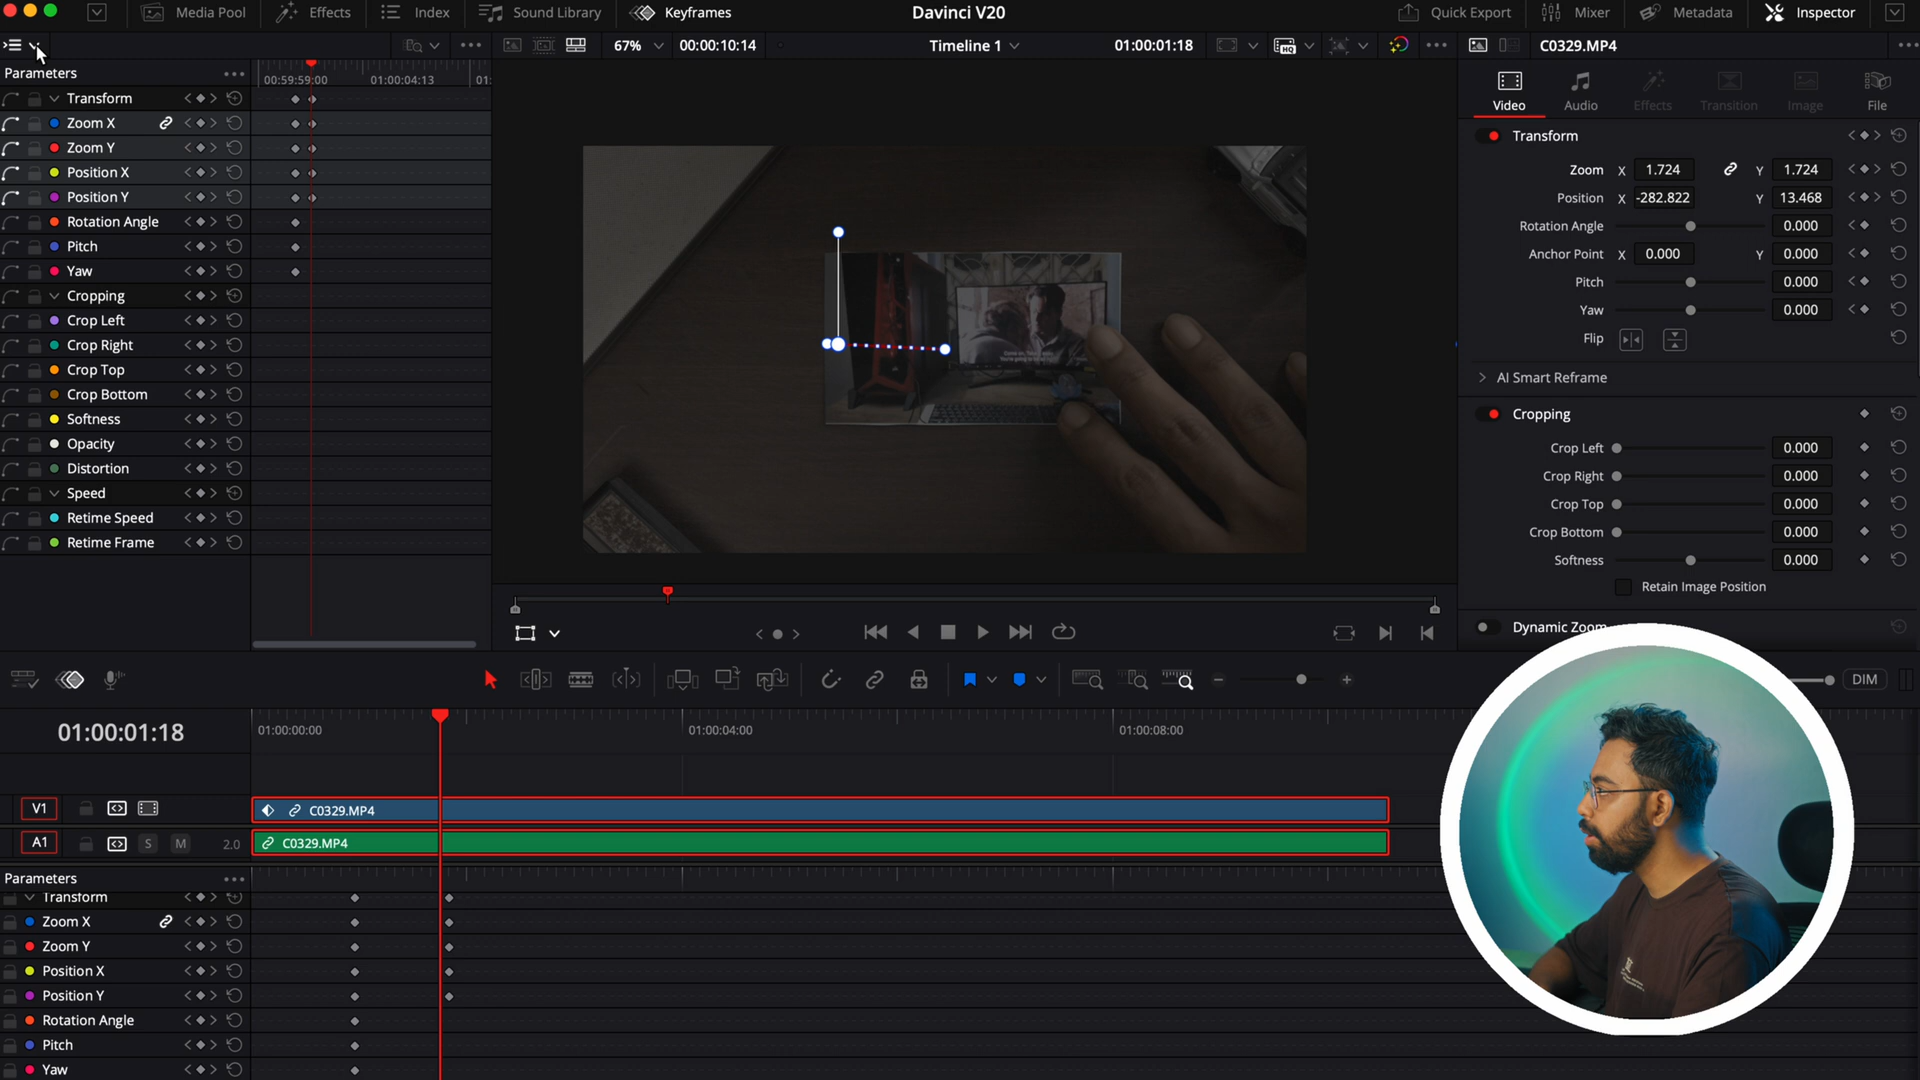 Media Pool Effects Index Sound Library Keyframes Davinci V20 Quick Export Mixer Metadata Inspector
67% 00:00:10:14 Timeline 1 01:00:01:18 C0329.MP4
HQ
Parameters
00:59:59:00 01:00:04:13 01:
Video Audio Effects Transition Image File
Transform
Zoom X
Zoom Y
Position X
Position Y
Rotation Angle
Pitch
Yaw
Cropping
Crop Left
Crop Right
Crop Top
Crop Bottom
Softness
Opacity
Distortion
Speed
Retime Speed
Retime Frame
Transform
Zoom X 1.724 Y 1.724
Position X -282.822 Y 13.468
Rotation Angle 0.000
Anchor Point X 0.000 Y 0.000
Pitch 0.000
Yaw 0.000
Flip
AI Smart Reframe
Cropping
Crop Left 0.000
Crop Right 0.000
Crop Top 0.000
Crop Bottom 0.000
Softness 0.000
Retain Image Position
Dynamic Zoom
DIM
01:00:01:18 01:00:00:00 01:00:04:00 01:00:08:00
V1 C0329.MP4
A1 S M 2.0 C0329.MP4
Parameters
Transform
Zoom X
Zoom Y
Position X
Position Y
Rotation Angle
Pitch
Yaw